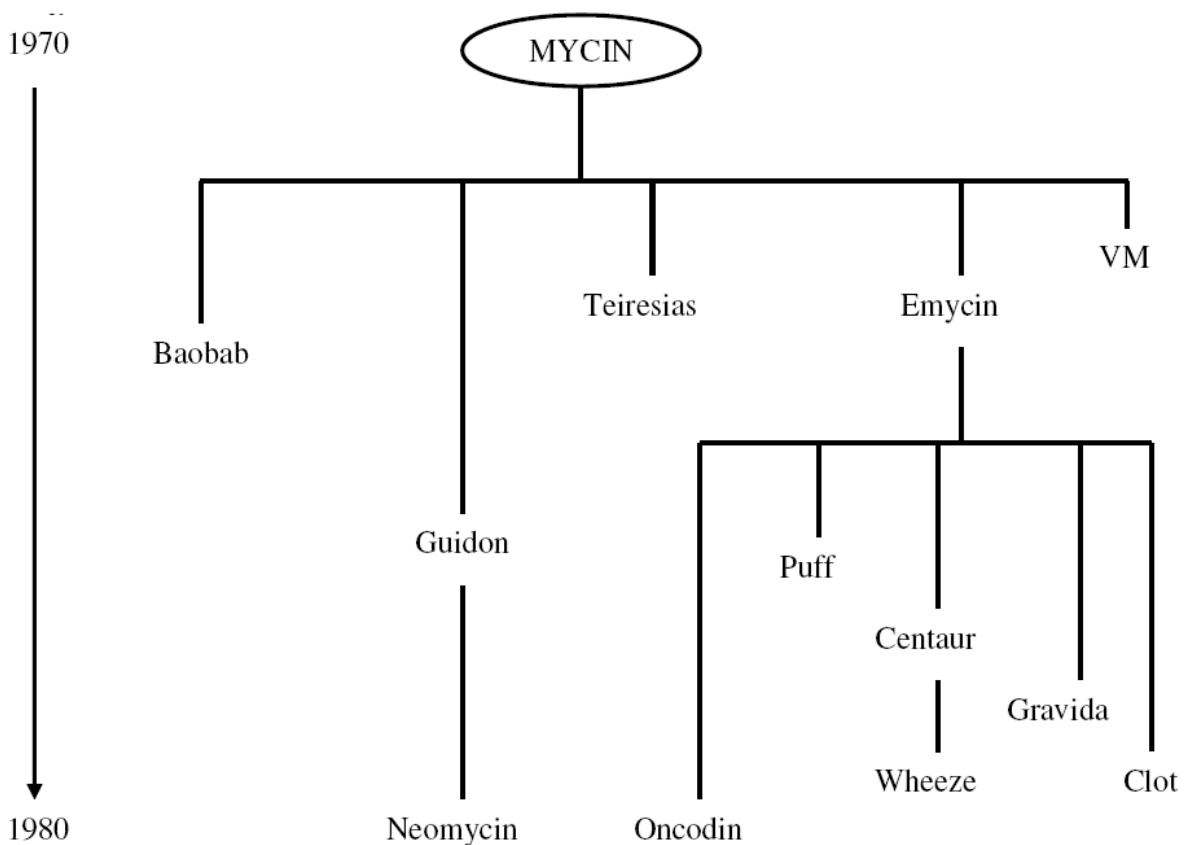 1970
MYCIN
VM
Teiresias
Emycin
Baobab
Guidon
Puff
Centaur
Gravida
Wheeze
Clot
1980
Neomycin
Oncodin